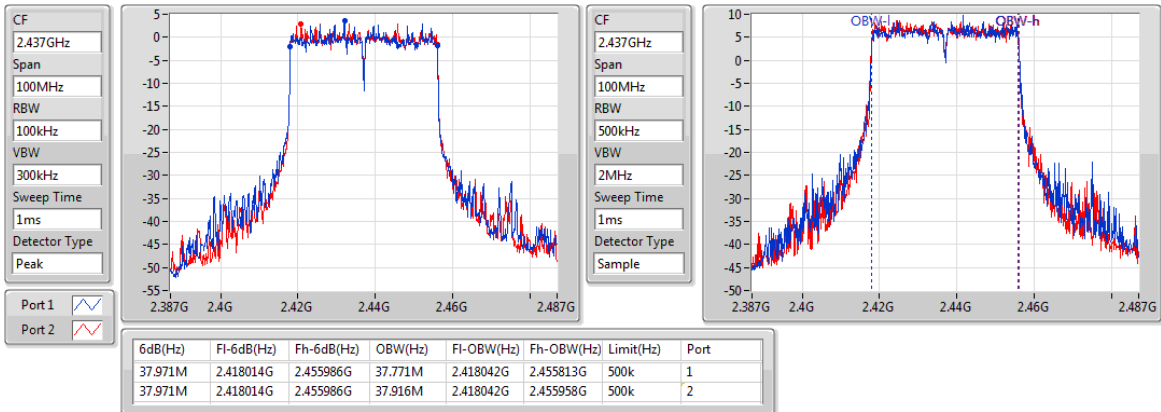 CF
2.437GHz
Span
100MHz
RBW
100kHz
VBW
300kHz
Sweep Time
1ms
Detector Type
Peak
Port 1
Port 2
5
0
-5
-10
-15
-20
-25
-30
-35
-40
-45
-50
-55
2.387G 2.4G 2.42G 2.44G 2.46G 2.487G
CF
2.437GHz
Span
100MHz
RBW
500kHz
VBW
2MHz
Sweep Time
1ms
Detector Type
Sample
OBW-l OBW-h
10
5
0
-5
-10
-15
-20
-25
-30
-35
-40
-45
-50
2.387G 2.4G 2.42G 2.44G 2.46G 2.487G
6dB(Hz) Fl-6dB(Hz) Fh-6dB(Hz) OBW(Hz) Fl-OBW(Hz) Fh-OBW(Hz) Limit(Hz) Port
37.971M 2.418014G 2.455986G 37.771M 2.418042G 2.455813G 500k 1
37.971M 2.418014G 2.455986G 37.916M 2.418042G 2.455958G 500k 2